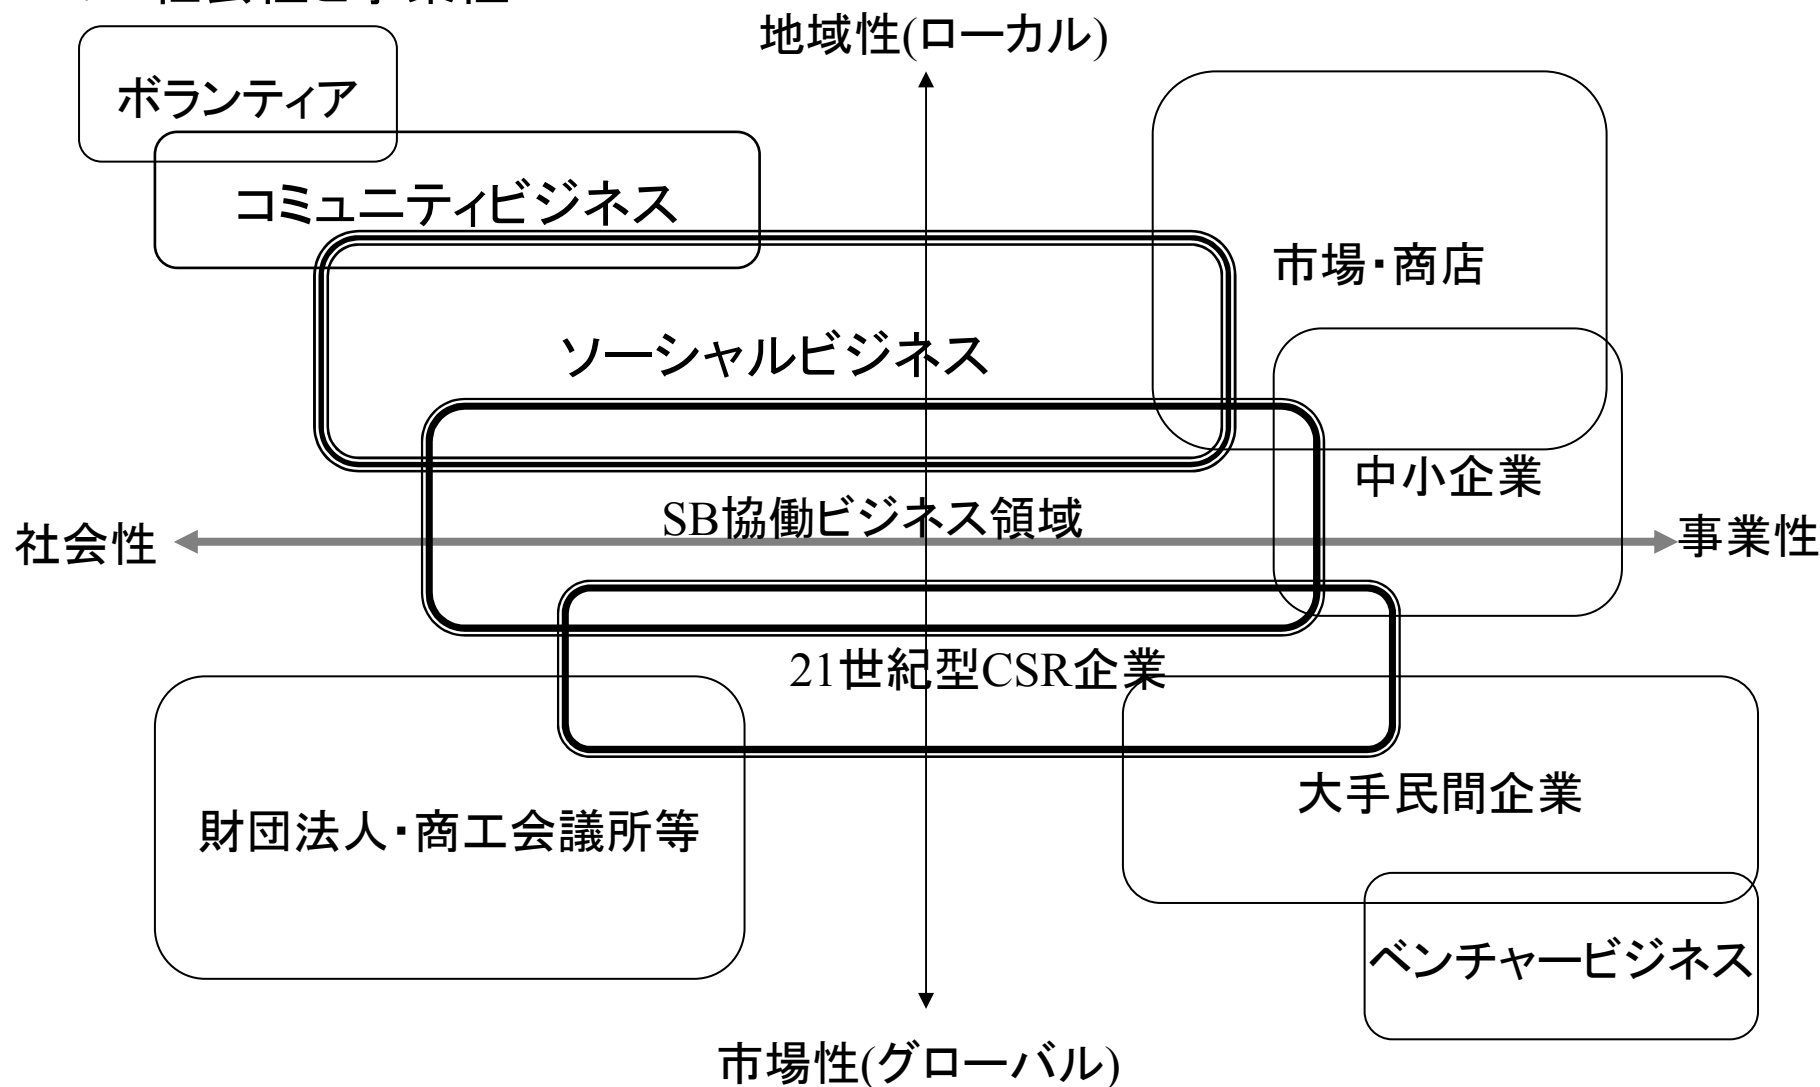 地域性(ローカル)
ボランティア
コミュニティビジネス
市場・商店
ソーシャルビジネス
中小企業
SB協働ビジネス領域
社会性
事業性
21世紀型CSR企業
大手民間企業
財団法人・商工会議所等
ベンチャービジネス
市場性(グローバル)